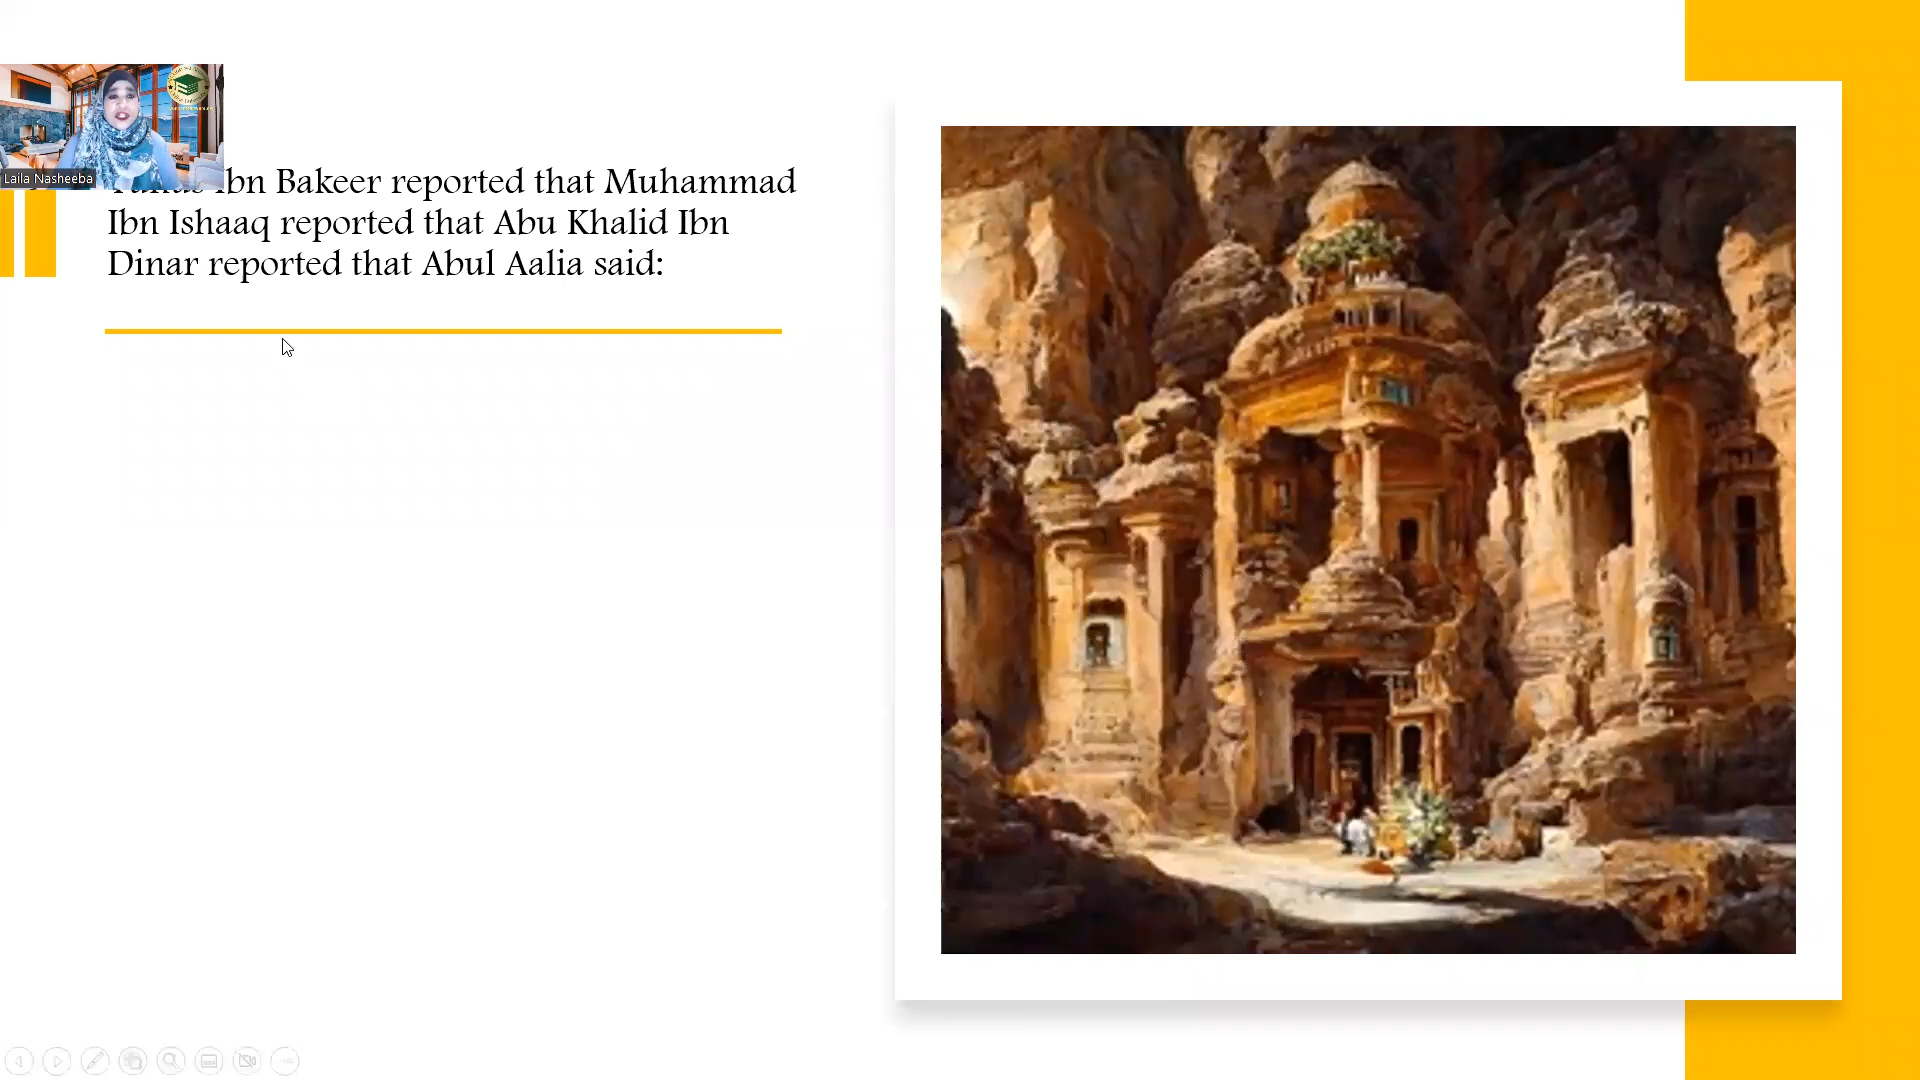 Laila Nasheeba
Ibn Bakeer reported that Muhammad
Ibn Ishaaq reported that Abu Khalid Ibn
Dinar reported that Abul Aalia said: